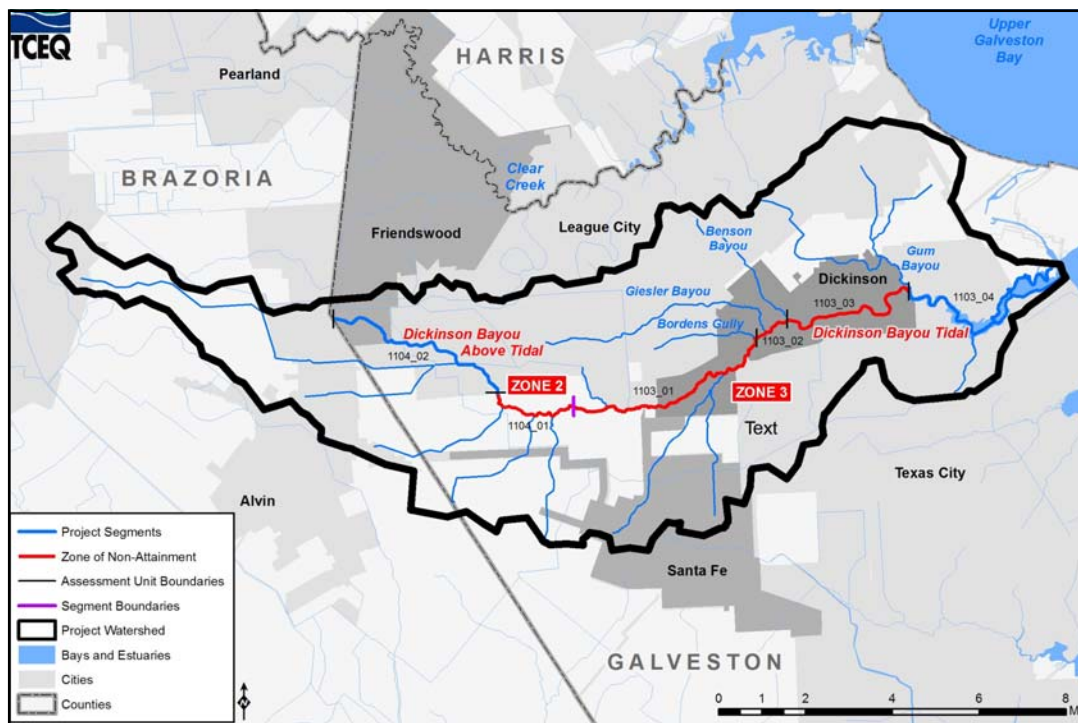 TCEQ
HARRIS
Upper
Galveston
Bay
Pearland
BRAZORIA
Clear
Creek
Friendswood
League City
Benson
Bayou
Dickinson
Gum
Bayou
Giesler Bayou
1103_03
1103_04
Bordens Gully
Dickinson Bayou
Above Tidal
1104_02
1103_02
Dickinson Bayou Tidal
ZONE 2
1103_01
ZONE 3
1104_01
Text
Texas City
Alvin
Santa Fe
GALVESTON
Project Segments
Zone of Non-Attainment
Assessment Unit Boundaries
Segment Boundaries
Project Watershed
Bays and Estuaries
Cities
Counties
N
0 1 2 4 6 8
M